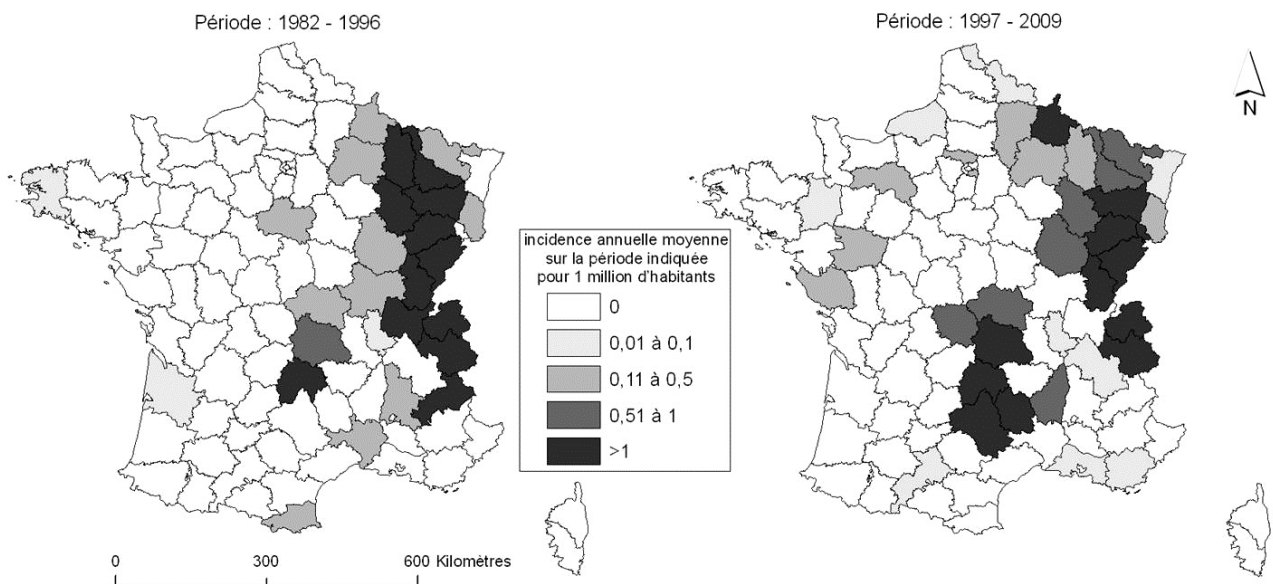 Période : 1982 - 1996
Période : 1997 - 2009
N
incidence annuelle moyenne
sur la période indiquée
pour 1 million d'habitants
0
0,01 à 0,1
0,11 à 0,5
0,51 à 1
>1
0 300 600 Kilomètres